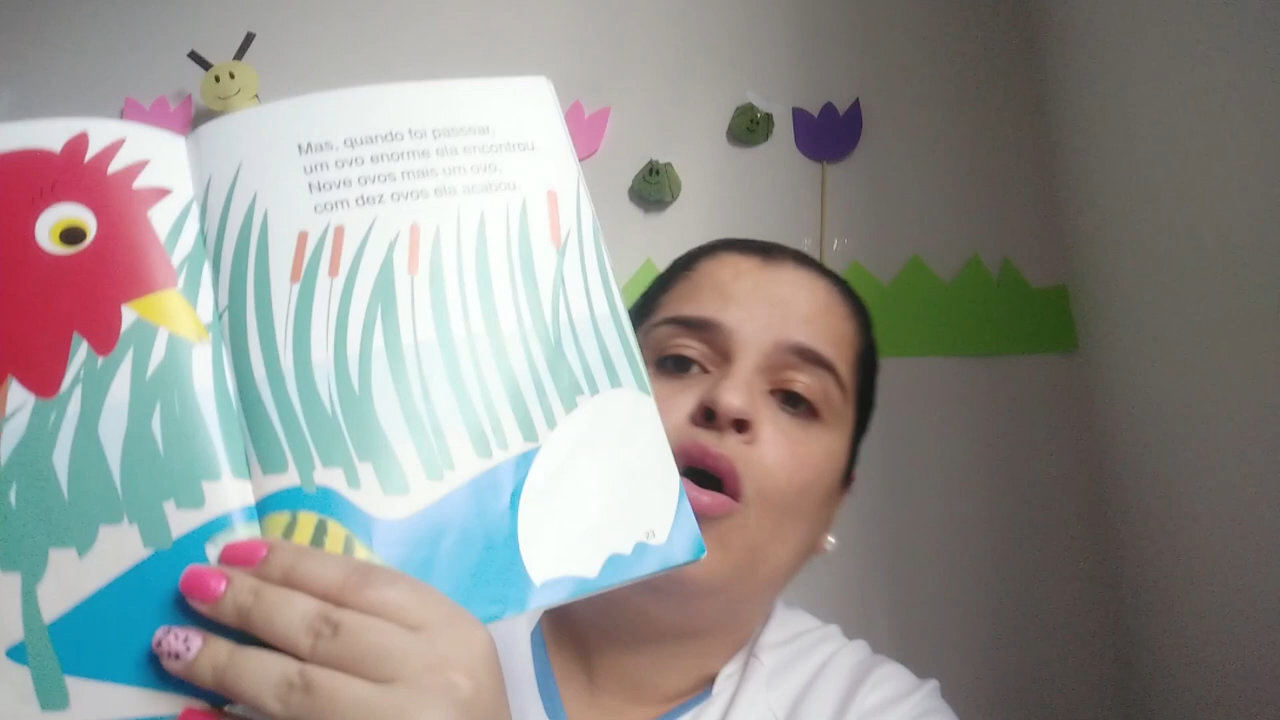 Mas, quando foi passear,
um ovo enorme ela encontrou.
Nove ovos mais um ovo,
com dez ovos ela acabou.
23